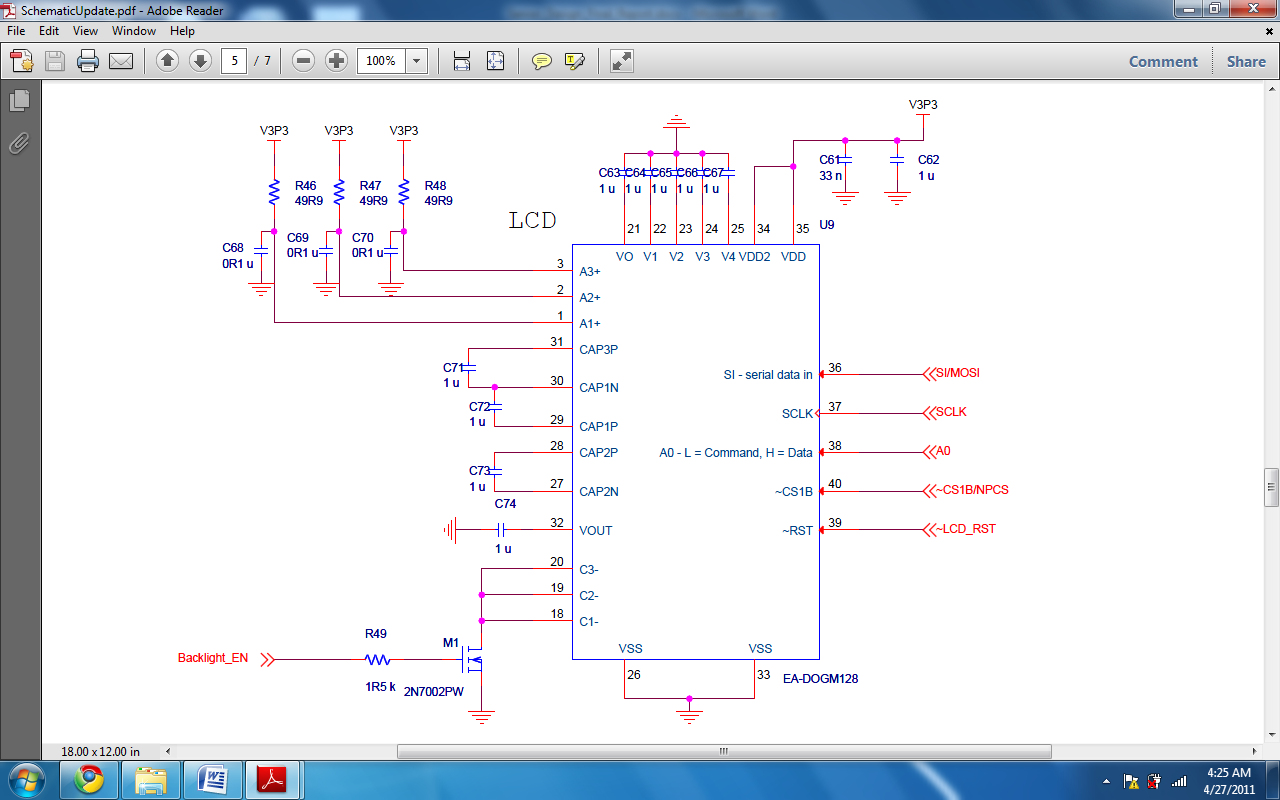 SchematicUpdate.pdf - Adobe Reader
File Edit View Window Help
5 / 7 100% Comment Share
V3P3
V3P3 V3P3 V3P3
R46 R47 R48
49R9 49R9 49R9
C63 C64 C65 C66 C67
1 u 1 u 1 u 1 u 1 u
C61 C62
33 n 1 u
LCD
C68 C69 C70
0R1 u 0R1 u 0R1 u
21 22 23 24 25 34 35 U9
VO V1 V2 V3 V4 VDD2 VDD
3 A3+
2 A2+
1 A1+
31 CAP3P
C71
1 u
30 CAP1N
C72
1 u
29 CAP1P
28 CAP2P
C73
1 u
27 CAP2N
C74
32 VOUT
1 u
20 C3-
19 C2-
18 C1-
SI - serial data in 36 SI/MOSI
SCLK 37 SCLK
A0 - L = Command, H = Data 38 A0
~CS1B 40 ~CS1B/NPCS
~RST 39 ~LCD_RST
Backlight_EN
R49
1R5 k
M1
2N7002PW
VSS VSS
26 33
EA-DOGM128
18.00 x 12.00 in
4:25 AM
4/27/2011